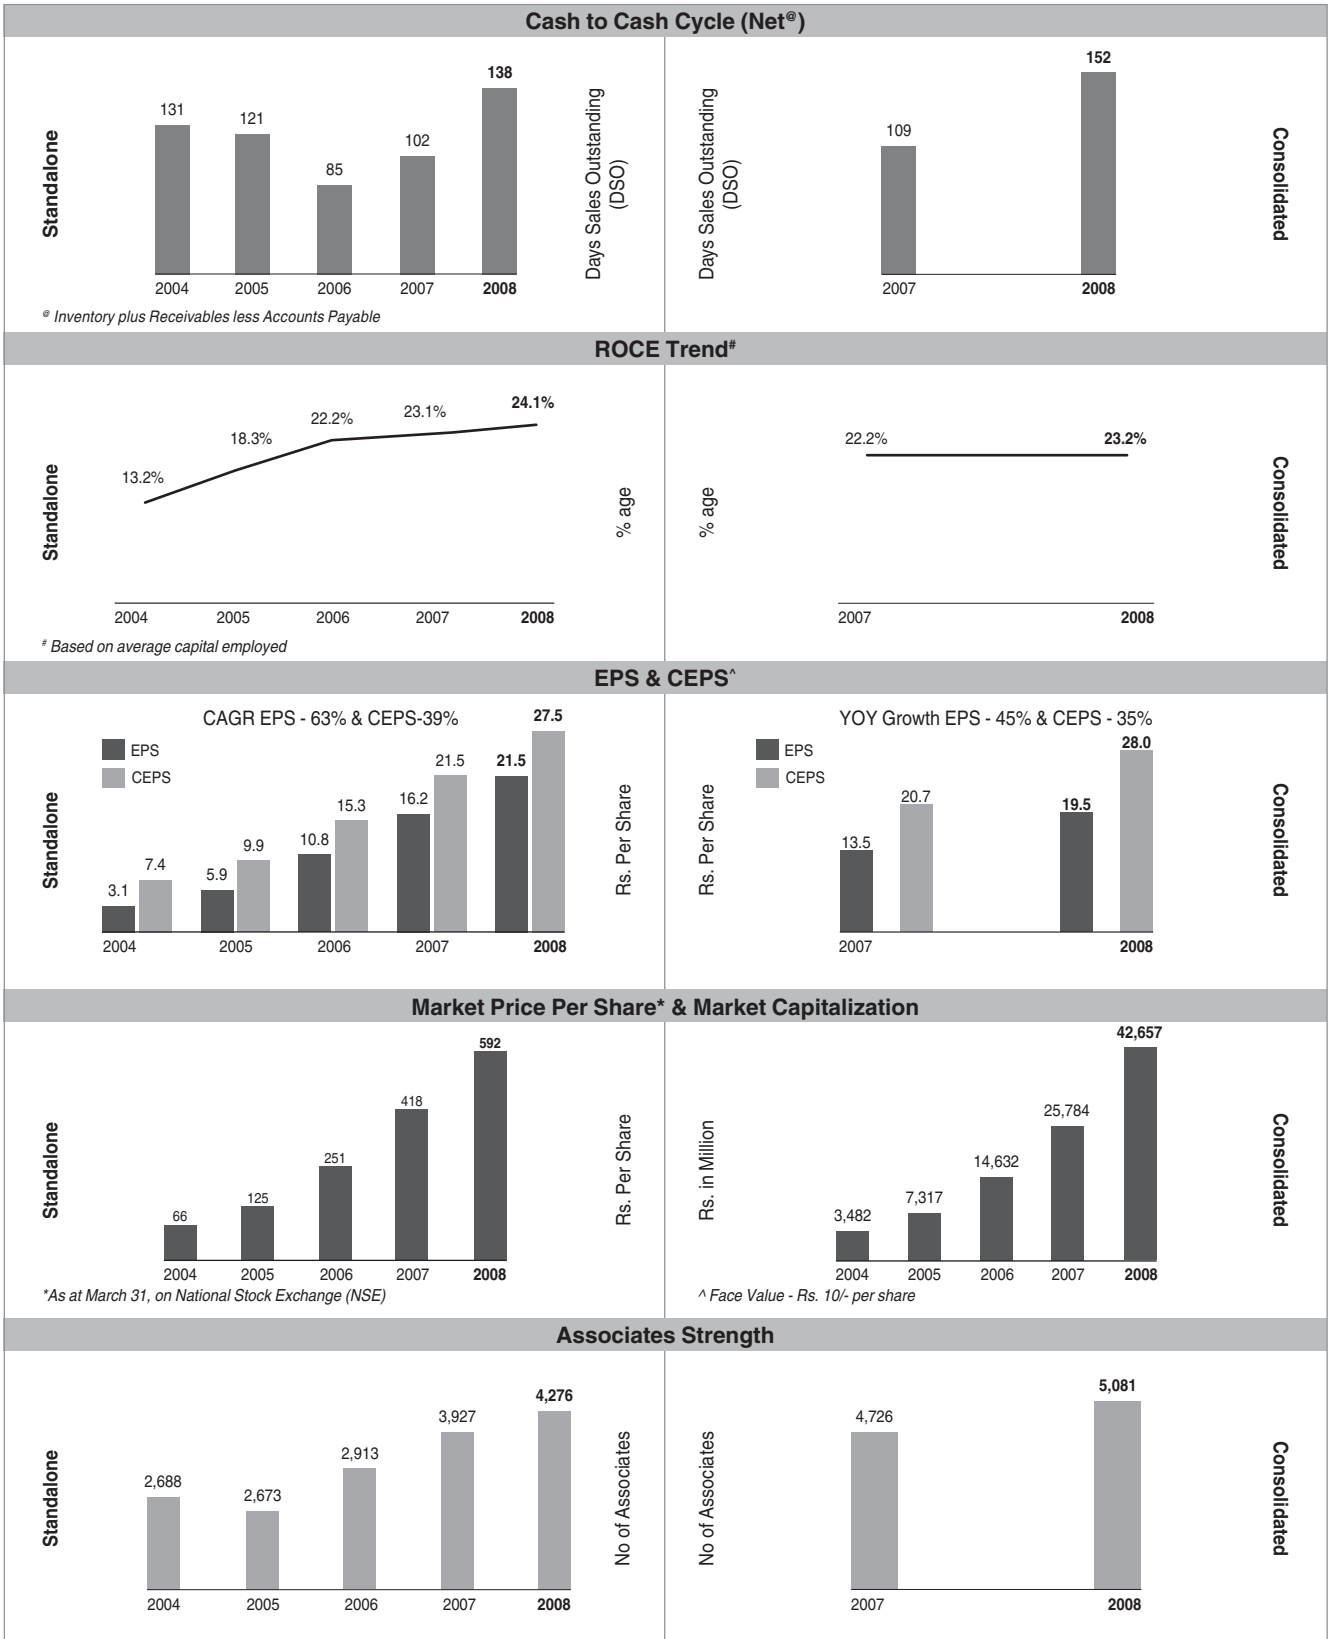 Cash to Cash Cycle (Net@)
Standalone
131
121
85
102
138
2004
2005
2006
2007
2008
Days Sales Outstanding
(DSO)
@ Inventory plus Receivables less Accounts Payable
Days Sales Outstanding
(DSO)
109
152
2007
2008
Consolidated
ROCE Trend#
Standalone
13.2%
18.3%
22.2%
23.1%
24.1%
2004
2005
2006
2007
2008
% age
# Based on average capital employed
% age
22.2%
23.2%
2007
2008
Consolidated
EPS & CEPS^
Standalone
CAGR EPS - 63% & CEPS-39%
EPS
CEPS
3.1
7.4
5.9
9.9
10.8
15.3
16.2
21.5
21.5
27.5
2004
2005
2006
2007
2008
Rs. Per Share
Rs. Per Share
YOY Growth EPS - 45% & CEPS - 35%
EPS
CEPS
13.5
20.7
19.5
28.0
2007
2008
Consolidated
Market Price Per Share* & Market Capitalization
Standalone
66
125
251
418
592
2004
2005
2006
2007
2008
Rs. Per Share
*As at March 31, on National Stock Exchange (NSE)
Rs. in Million
3,482
7,317
14,632
25,784
42,657
2004
2005
2006
2007
2008
Consolidated
^ Face Value - Rs. 10/- per share
Associates Strength
Standalone
2,688
2,673
2,913
3,927
4,276
2004
2005
2006
2007
2008
No of Associates
No of Associates
4,726
5,081
2007
2008
Consolidated